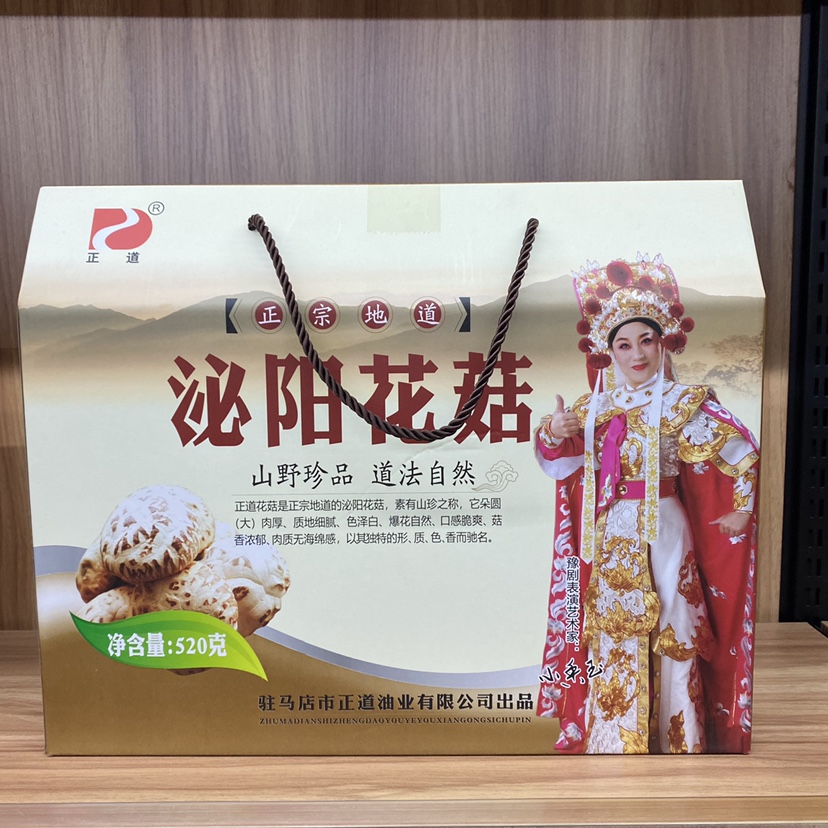 ®
正 道
正宗地道
泌阳花菇
山野珍品 道法自然
正道花菇是正宗地道的泌阳花菇，素有山珍之称，它朵圆
（大）肉厚、质地细腻、色泽白、爆花自然、口感脆爽、菇
香浓郁、肉质无海绵感，以其独特的形、质、色、香而驰名。
净含量:520克
豫剧表演艺术家：
小香玉
驻马店市正道油业有限公司出品
ZHUMADIANSHIZHENGDAOYOUYEYOUXIANGONGSICHUPIN